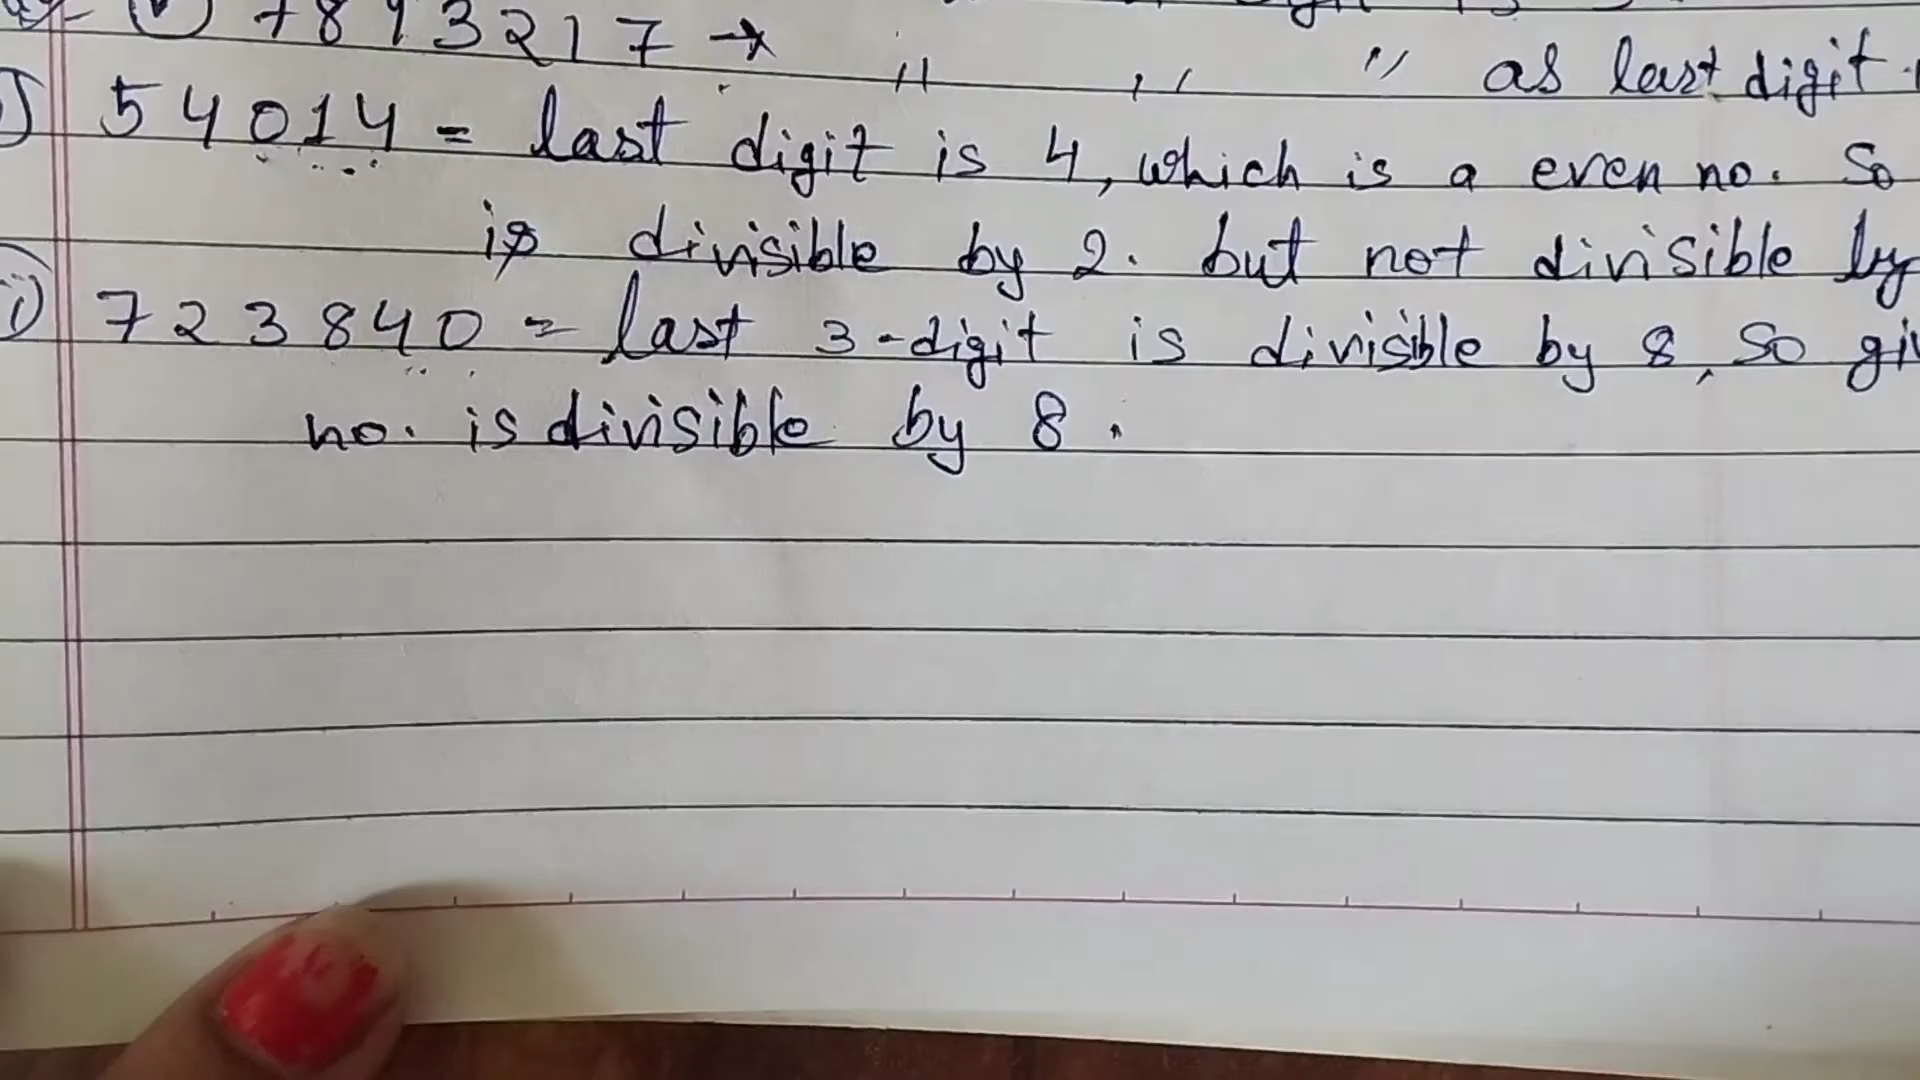 7893217 → " " " as last digit
54014 = last digit is 4, which is a even no. So
is divisible by 2. but not divisible by
ii) 723840 = last 3-digit is divisible by 8, So
no. is divisible by 8.